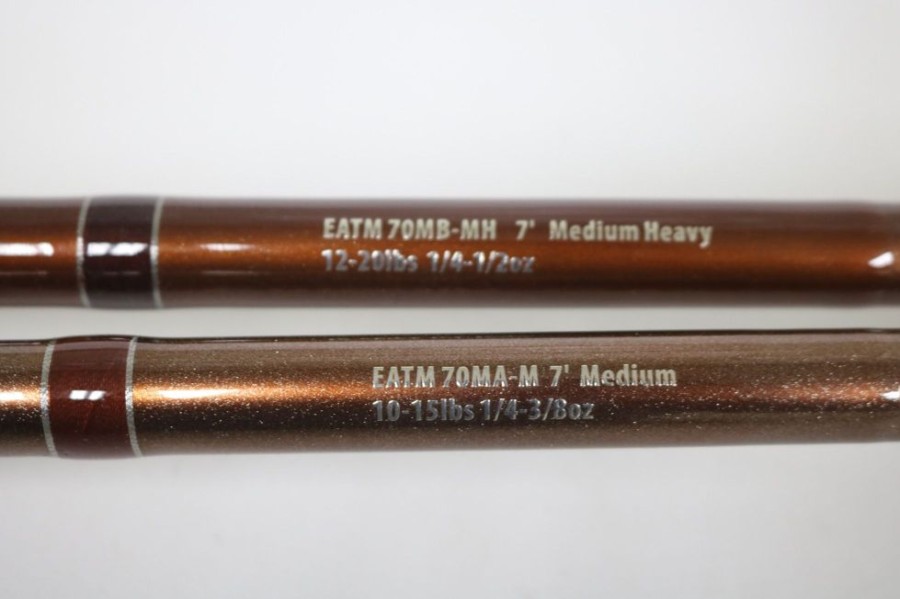 EATM 70MB-MH 7' Medium Heavy
12-20lbs 1/4-1/2oz
EATM 70MA-M 7' Medium
10-15lbs 1/4-3/8oz